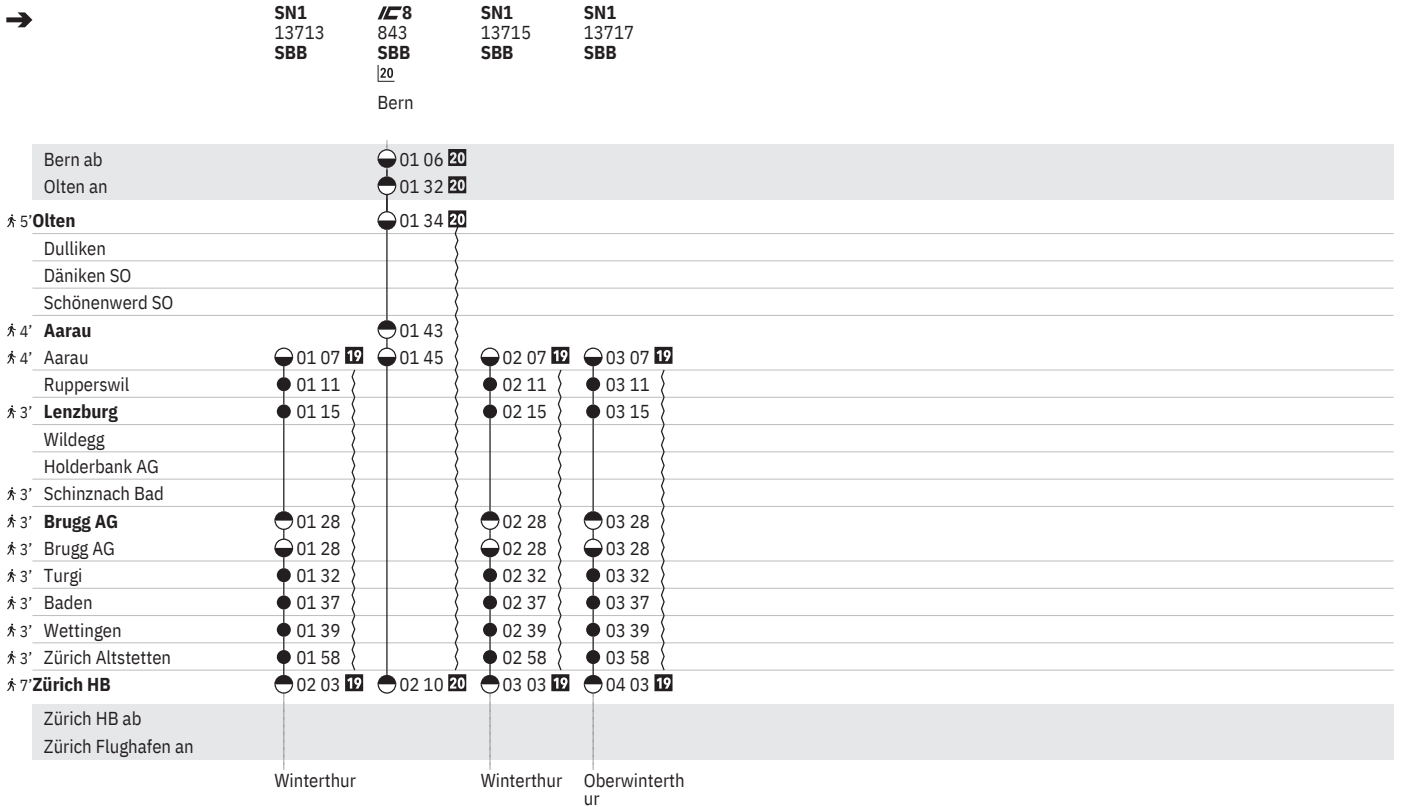 ➔ SN1 IC8 SN1 SN1
13713 843 13715 13717
SBB SBB SBB SBB
20
Bern
Bern ab 01 06 20
Olten an 01 32 20
5’ Olten 01 34 20
Dulliken
Däniken SO
Schönenwerd SO
4’ Aarau 01 43
4’ Aarau 01 07 19 01 45 02 07 19 03 07 19
Rupperswil 01 11 02 11 03 11
3’ Lenzburg 01 15 02 15 03 15
Wildegg
Holderbank AG
3’ Schinznach Bad
3’ Brugg AG 01 28 02 28 03 28
3’ Brugg AG 01 28 02 28 03 28
3’ Turgi 01 32 02 32 03 32
3’ Baden 01 37 02 37 03 37
3’ Wettingen 01 39 02 39 03 39
3’ Zürich Altstetten 01 58 02 58 03 58
7’ Zürich HB 02 03 19 02 10 20 03 03 19 04 03 19
Zürich HB ab
Zürich Flughafen an
Winterthur Winterthur Oberwinterth
ur